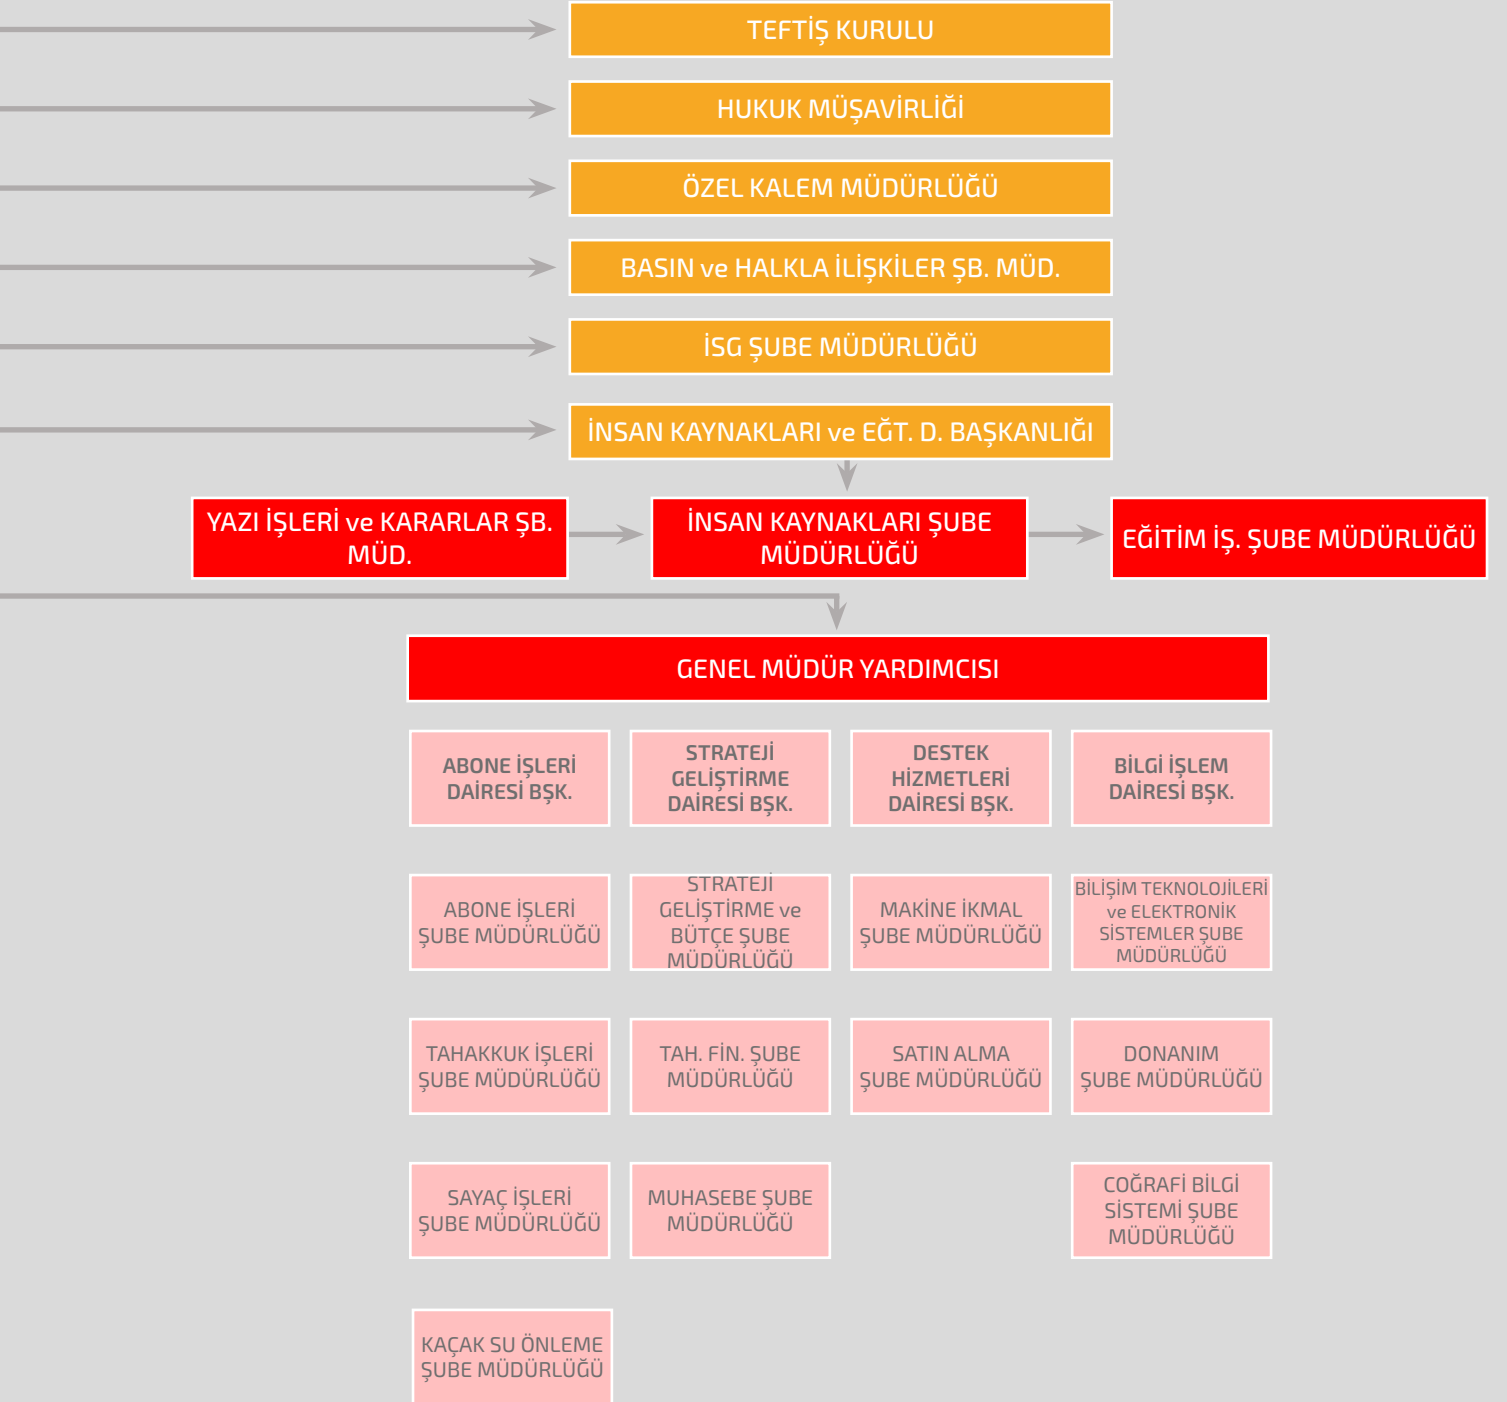 TEFTİŞ KURULU
HUKUK MÜŞAVİRLİĞİ
ÖZEL KALEM MÜDÜRLÜĞÜ
BASIN ve HALKLA İLİŞKİLER ŞB. MÜD.
İSG ŞUBE MÜDÜRLÜĞÜ
İNSAN KAYNAKLARI ve EĞT. D. BAŞKANLIĞI
YAZI İŞLERİ ve KARARLAR ŞB.
MÜD.
İNSAN KAYNAKLARI ŞUBE
MÜDÜRLÜĞÜ
EĞİTİM İŞ. ŞUBE MÜDÜRLÜĞÜ
GENEL MÜDÜR YARDIMCISI
ABONE İŞLERİ
DAİRESİ BŞK.
STRATEJİ
GELİŞTİRME
DAİRESİ BŞK.
DESTEK
HİZMETLERİ
DAİRESİ BŞK.
BİLGİ İŞLEM
DAİRESİ BŞK.
ABONE İŞLERİ
ŞUBE MÜDÜRLÜĞÜ
STRATEJİ
GELİŞTİRME ve
BÜTÇE ŞUBE
MÜDÜRLÜĞÜ
MAKİNE İKMAL
ŞUBE MÜDÜRLÜĞÜ
BİLİŞİM TEKNOLOJİLERİ
ve ELEKTRONİK
SİSTEMLER ŞUBE
MÜDÜRLÜĞÜ
TAHAKKUK İŞLERİ
ŞUBE MÜDÜRLÜĞÜ
TAH. FİN. ŞUBE
MÜDÜRLÜĞÜ
SATIN ALMA
ŞUBE MÜDÜRLÜĞÜ
DONANIM
ŞUBE MÜDÜRLÜĞÜ
SAYAÇ İŞLERİ
ŞUBE MÜDÜRLÜĞÜ
MUHASEBE ŞUBE
MÜDÜRLÜĞÜ
COĞRAFİ BİLGİ
SİSTEMİ ŞUBE
MÜDÜRLÜĞÜ
KAÇAK SU ÖNLEME
ŞUBE MÜDÜRLÜĞÜ